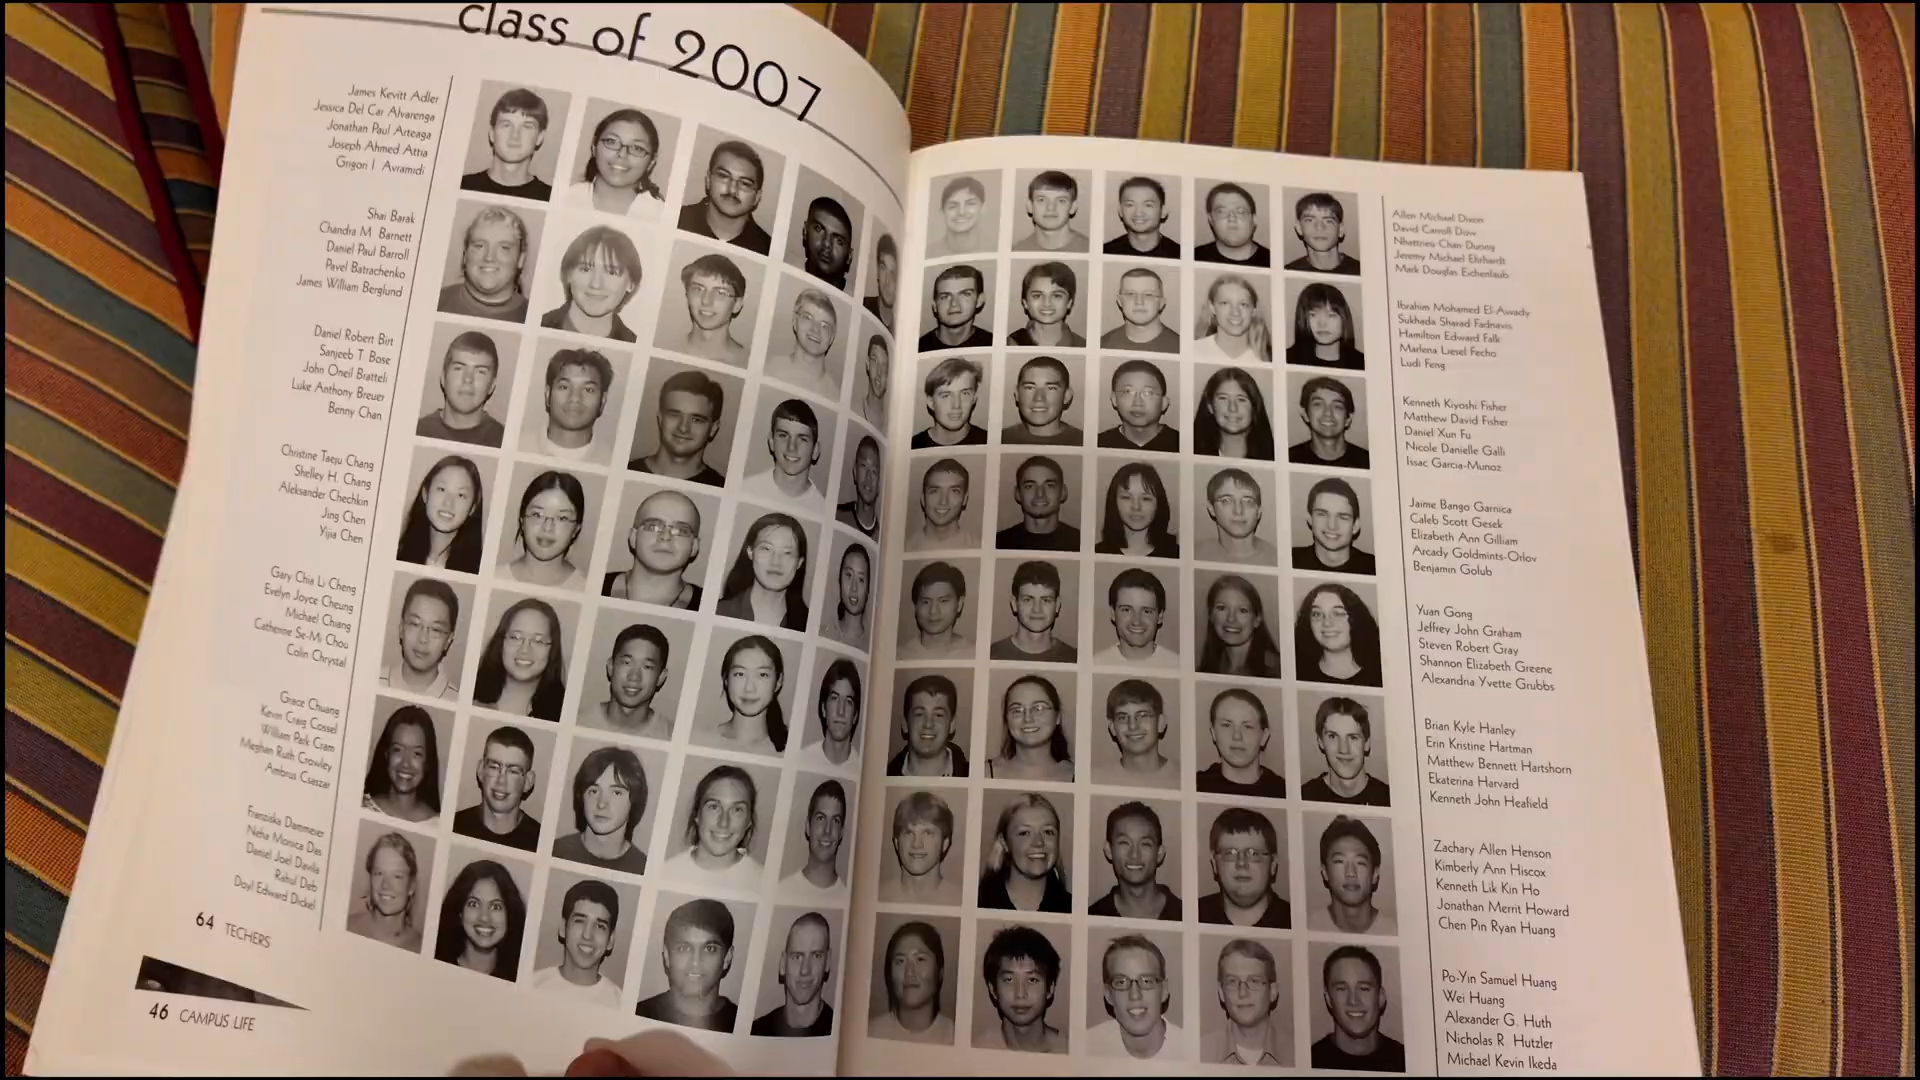 class of 2007
James Kevitt Adler
Jessica Del Car Alvarenga
Jonathan Paul Arteaga
Joseph Ahmed Attia
Grigori I. Avramidi
Shai Barak
Chandra M. Barnett
Daniel Paul Barroll
Pavel Batrachenko
James William Berglund
Daniel Robert Birt
Sanjeeb T. Bose
John Oneil Bratteli
Luke Anthony Breuer
Benny Chan
Christine Taeju Chang
Shelley H. Chang
Aleksander Chechkin
Jing Chen
Yijia Chen
Gary Chia Li Cheng
Evelyn Joyce Cheung
Michael Chiang
Catherine Se-Mi Chou
Colin Chrystal
Grace Chuang
Kevin Craig Cossel
William Park Cram
Meghan Ruth Crowley
Ambrus Csaszar
Franziska Dammeier
Neha Monica Das
Daniel Joel Davila
Rahul Deb
Doyl Edward Dickel
64 TECHERS
46 CAMPUS LIFE
Allen Michael Dixon
David Carroll Dow
Nhattrieu Chan Duong
Jeremy Michael Ehrhardt
Mark Douglas Eichenlaub
Ibrahim Mohamed El-Awady
Sukhada Sharad Fadnavis
Hamilton Edward Falk
Marlena Liesel Fecho
Ludi Feng
Kenneth Kiyoshi Fisher
Matthew David Fisher
Daniel Xun Fu
Nicole Danielle Galli
Issac Garcia-Munoz
Jaime Bango Garnica
Caleb Scott Gesek
Elizabeth Ann Gilliam
Arcady Goldmints-Orlov
Benjamin Golub
Yuan Gong
Jeffrey John Graham
Steven Robert Gray
Shannon Elizabeth Greene
Alexandria Yvette Grubbs
Brian Kyle Hanley
Erin Kristine Hartman
Matthew Bennett Hartshorn
Ekaterina Harvard
Kenneth John Heafield
Zachary Allen Henson
Kimberly Ann Hiscox
Kenneth Lik Kin Ho
Jonathan Merrit Howard
Chen Pin Ryan Huang
Po-Yin Samuel Huang
Wei Huang
Alexander G. Huth
Nicholas R. Hutzler
Michael Kevin Ikeda